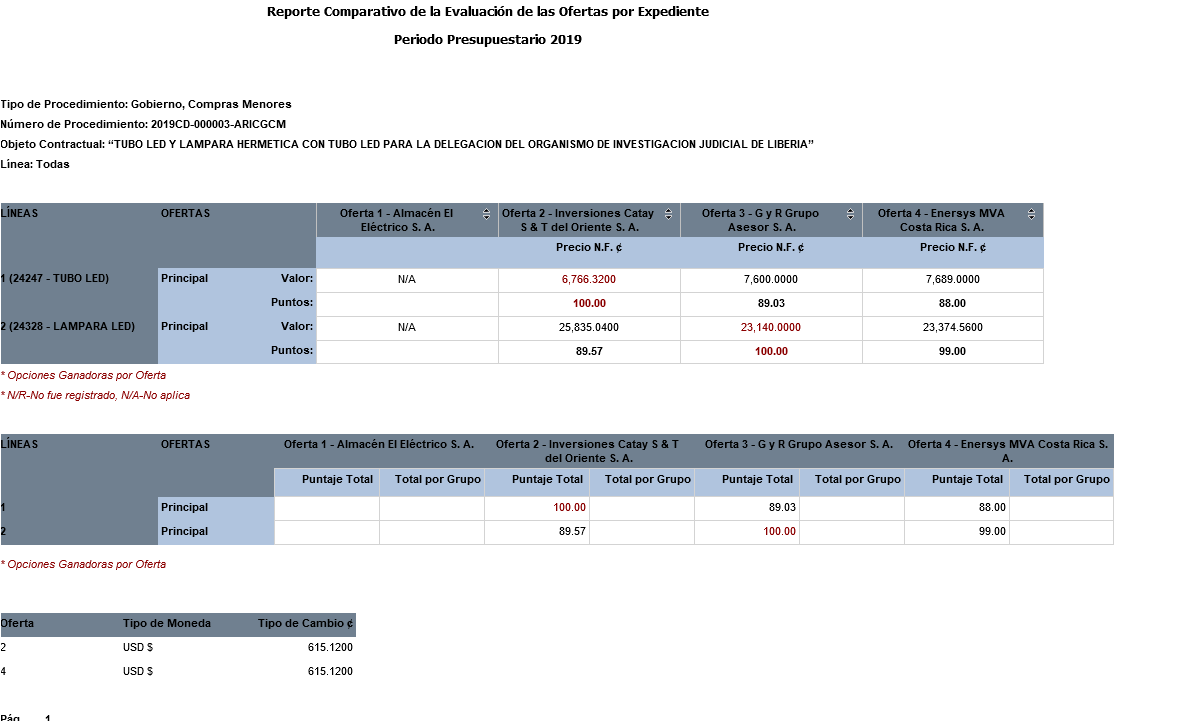 Reporte Comparativo de la Evaluación de las Ofertas por Expediente
Periodo Presupuestario 2019
Tipo de Procedimiento: Gobierno, Compras Menores
Número de Procedimiento: 2019CD-000003-ARICGCM
Objeto Contractual: “TUBO LED Y LAMPARA HERMETICA CON TUBO LED PARA LA DELEGACION DEL ORGANISMO DE INVESTIGACION JUDICIAL DE LIBERIA”
Línea: Todas
LÍNEAS OFERTAS Oferta 1 - Almacén El Oferta 2 - Inversiones Catay Oferta 3 - G y R Grupo Oferta 4 - Enersys MVA
Eléctrico S. A. S & T del Oriente S. A. Asesor S. A. Costa Rica S. A.
Precio N.F. ¢ Precio N.F. ¢ Precio N.F. ¢
1 (24247 - TUBO LED) Principal Valor: N/A 6,766.3200 7,600.0000 7,689.0000
Puntos: 100.00 89.03 88.00
2 (24328 - LAMPARA LED) Principal Valor: N/A 25,835.0400 23,140.0000 23,374.5600
Puntos: 89.57 100.00 99.00
* Opciones Ganadoras por Oferta
* N/R-No fue registrado, N/A-No aplica
LÍNEAS OFERTAS Oferta 1 - Almacén El Eléctrico S. A. Oferta 2 - Inversiones Catay S & T Oferta 3 - G y R Grupo Asesor S. A. Oferta 4 - Enersys MVA Costa Rica S.
del Oriente S. A. A.
Puntaje Total Total por Grupo Puntaje Total Total por Grupo Puntaje Total Total por Grupo Puntaje Total Total por Grupo
1 Principal 100.00 89.03 88.00
2 Principal 89.57 100.00 99.00
* Opciones Ganadoras por Oferta
Oferta Tipo de Moneda Tipo de Cambio ¢
2 USD $ 615.1200
4 USD $ 615.1200
Pág. 1